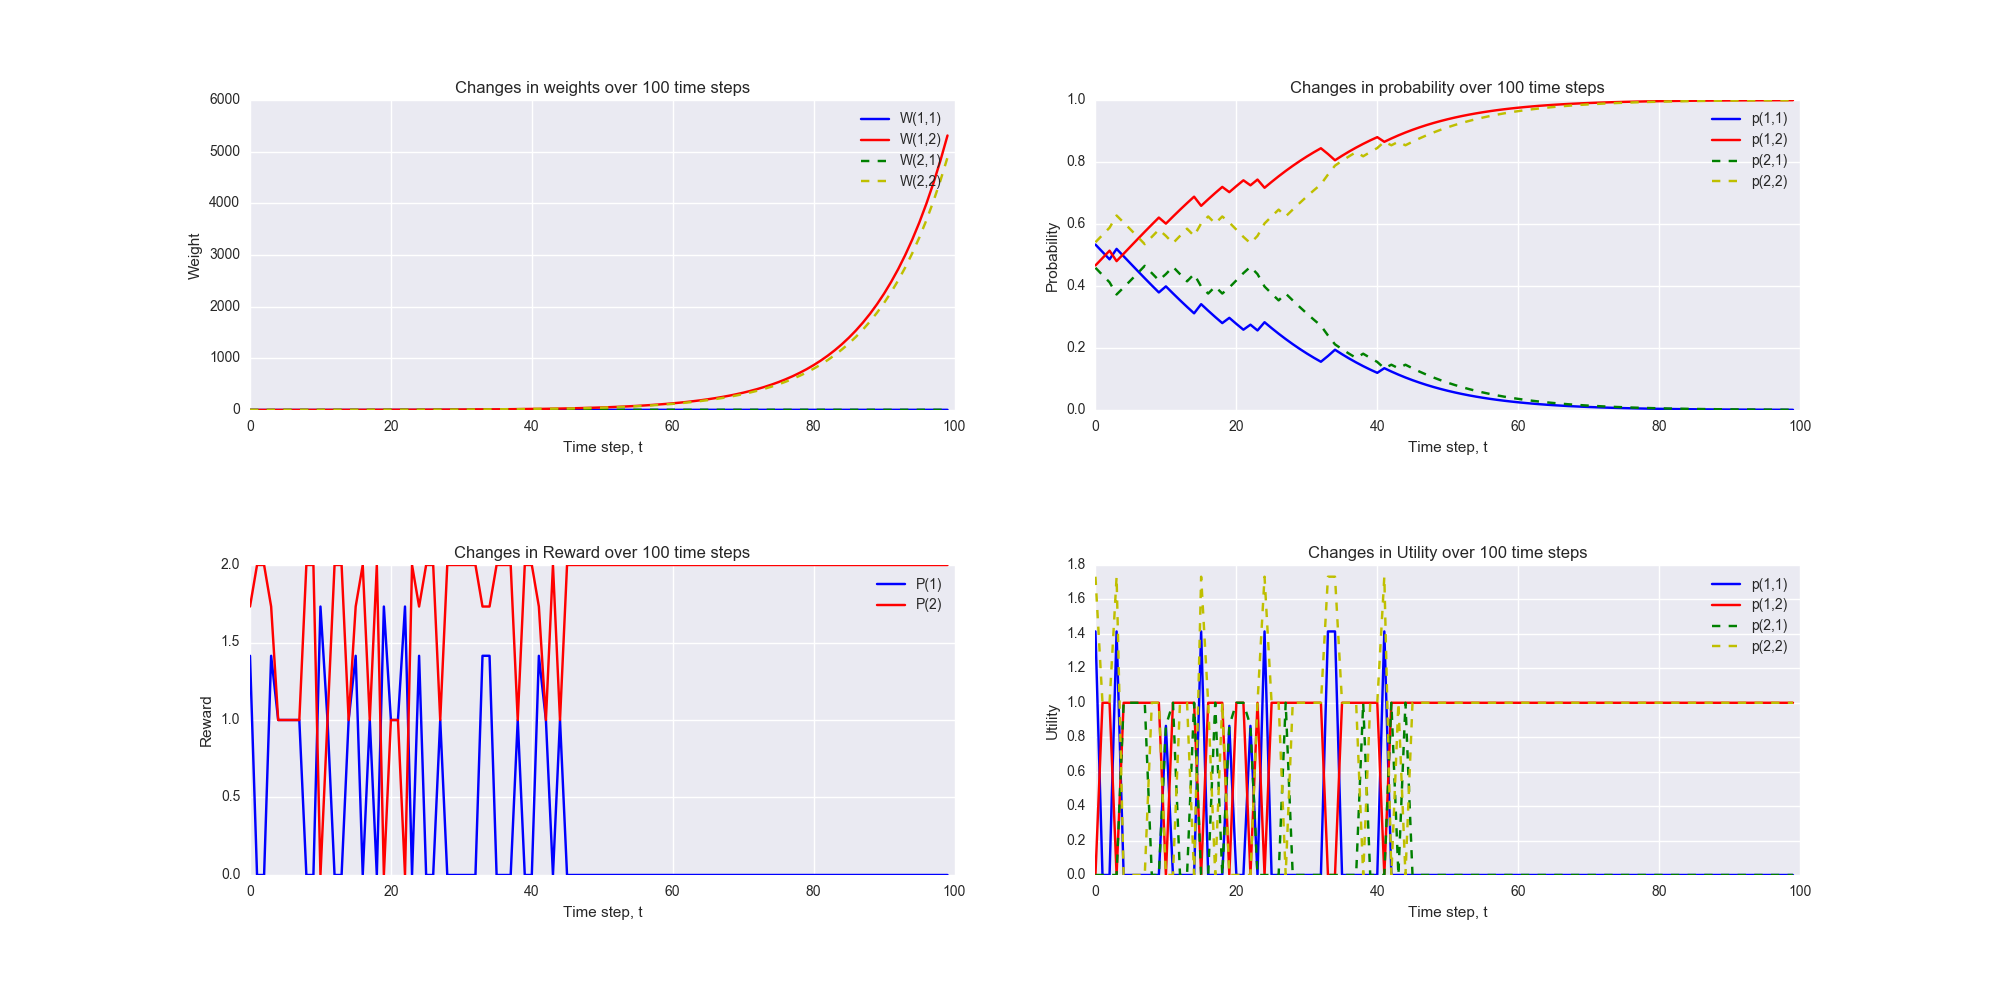 Changes in weights over 100 time steps
6000
5000
4000
3000
2000
1000
0
Weight
W(1,1)
W(1,2)
W(2,1)
W(2,2)
0 20 40 60 80 100
Time step, t
Changes in probability over 100 time steps
1.0
0.8
0.6
0.4
0.2
0.0
Probability
p(1,1)
p(1,2)
p(2,1)
p(2,2)
0 20 40 60 80 100
Time step, t
Changes in Reward over 100 time steps
2.0
1.5
1.0
0.5
0.0
Reward
P(1)
P(2)
0 20 40 60 80 100
Time step, t
Changes in Utility over 100 time steps
1.8
1.6
1.4
1.2
1.0
0.8
0.6
0.4
0.2
0.0
Utility
p(1,1)
p(1,2)
p(2,1)
p(2,2)
0 20 40 60 80 100
Time step, t